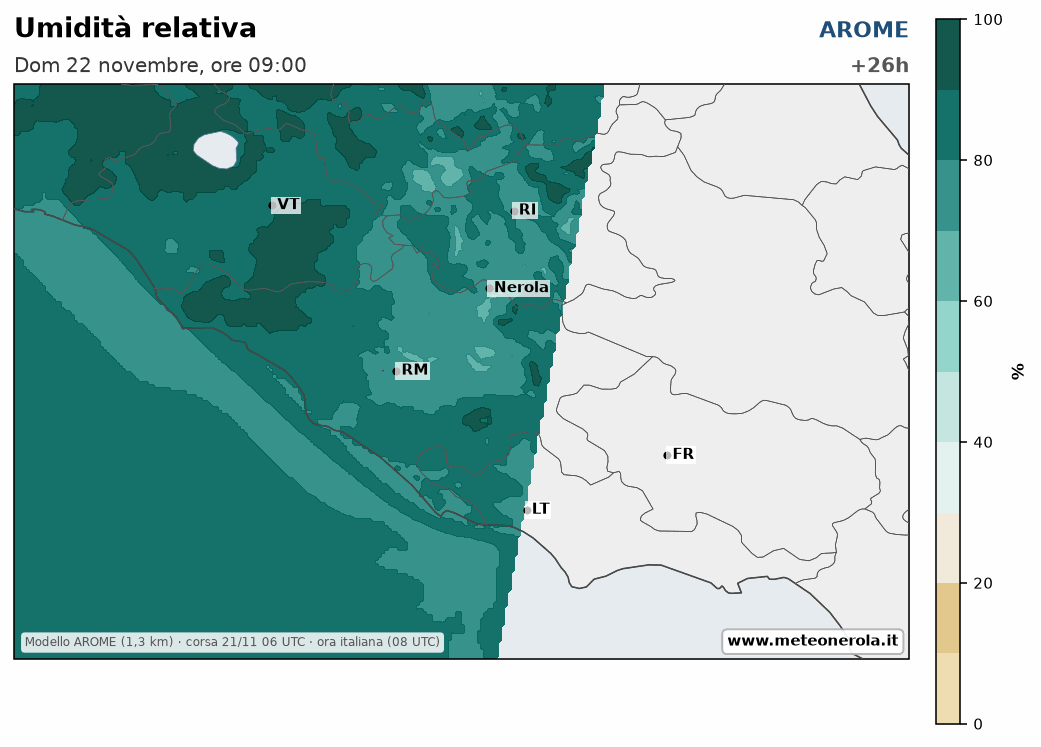 Umidità relativa
AROME
Dom 22 novembre, ore 09:00
+26h
100
80
60
40
20
0
%
VT
RI
Nerola
RM
FR
LT
Modello AROME (1,3 km) · corsa 21/11 06 UTC · ora italiana (08 UTC)
www.meteonerola.it